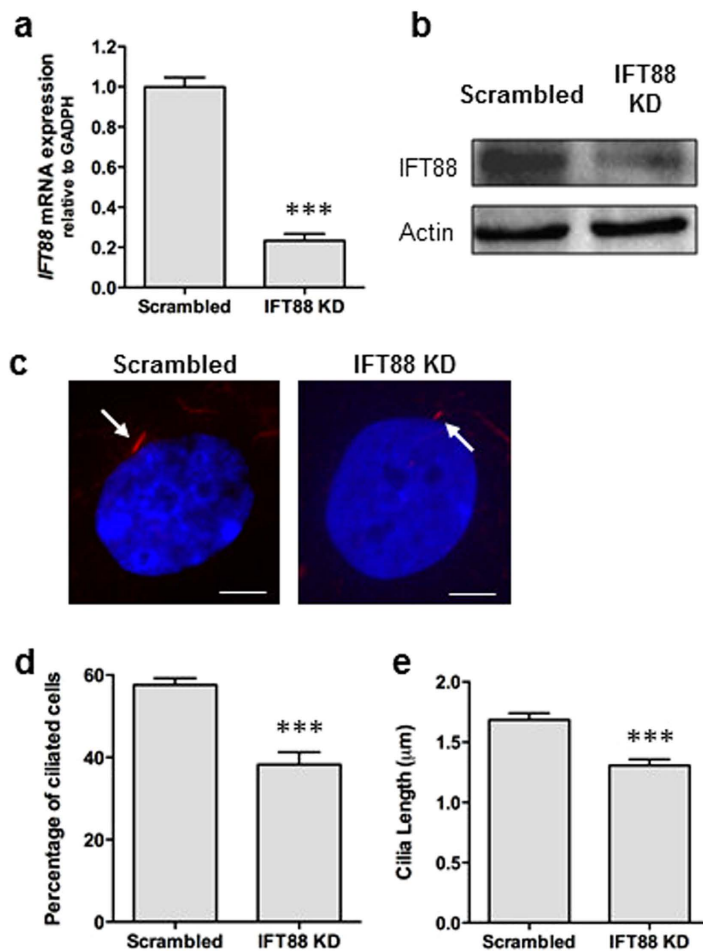 a
IFT88 mRNA expression
relative to GADPH
1.2
1.0
0.8
0.6
0.4
0.2
0.0
***
Scrambled
IFT88 KD
b
Scrambled
IFT88
KD
IFT88
Actin
c
Scrambled
IFT88 KD
d
Percentage of ciliated cells
60
40
20
0
***
Scrambled
IFT88 KD
e
Cilia Length (μm)
2.0
1.5
1.0
0.5
0.0
***
Scrambled
IFT88 KD